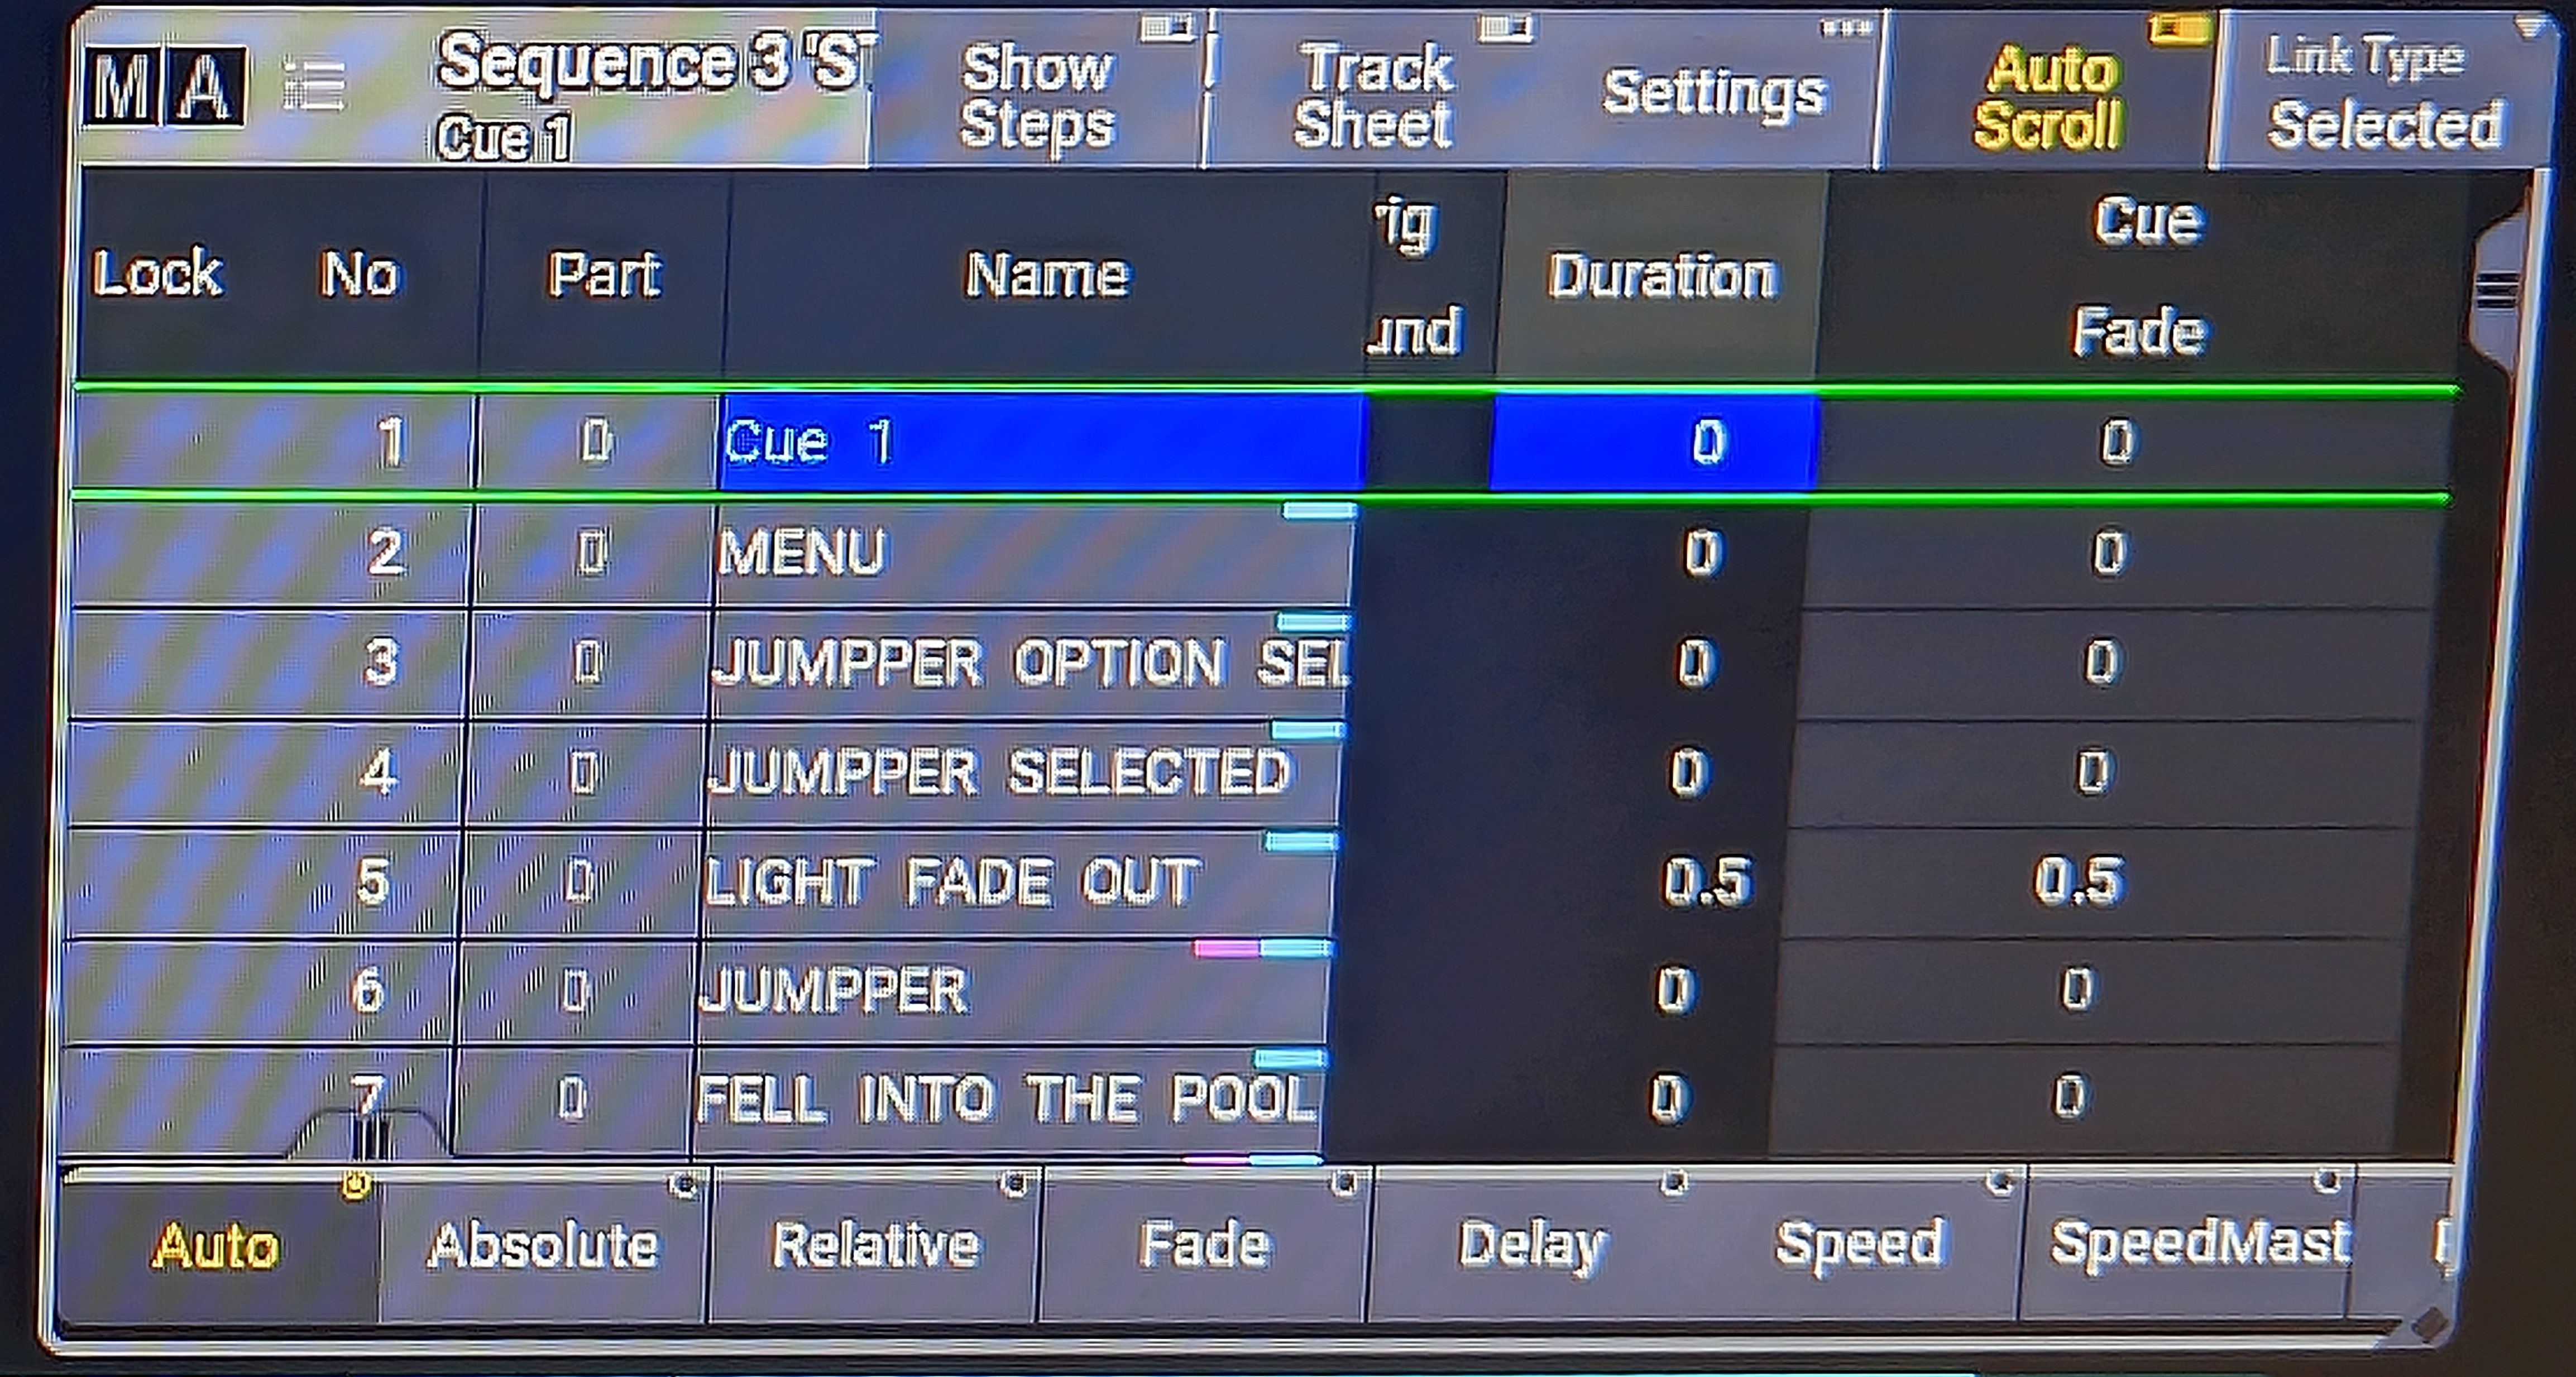 MA Sequence 3 'S Show Steps Track Sheet Settings Auto Scroll Link Type Selected
Cue 1
Lock No Part Name Duration Cue Fade
1 0 Cue 1 0 0
2 0 MENU 0 0
3 0 JUMPPER OPTION SEL 0 0
4 0 JUMPPER SELECTED 0 0
5 0 LIGHT FADE OUT 0.5 0.5
6 0 JUMPPER 0 0
7 0 FELL INTO THE POOL 0 0
Auto Absolute Relative Fade Delay Speed SpeedMast